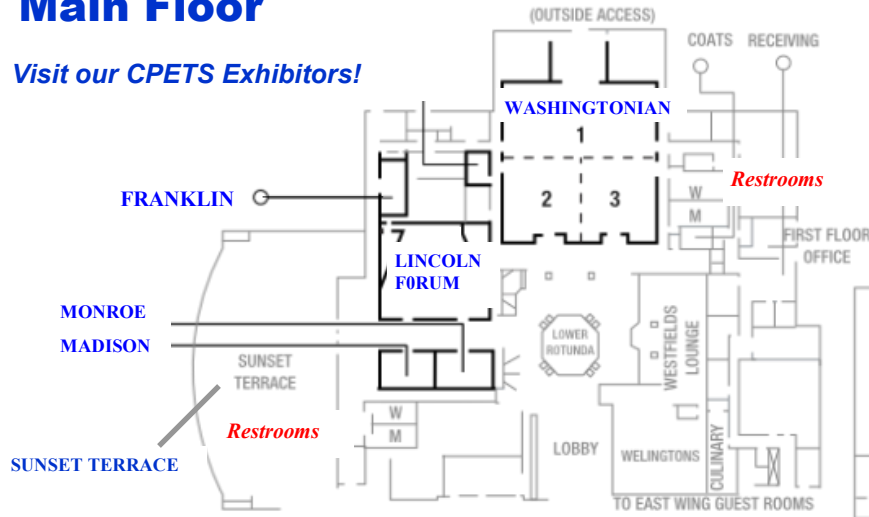 Main Floor
(OUTSIDE ACCESS)
COATS RECEIVING
Visit our CPETS Exhibitors!
WASHINGTONIAN
1
Restrooms
FRANKLIN
2 3
W
M
FIRST FLOOR
OFFICE
LINCOLN
F0RUM
MONROE
MADISON
LOWER
ROTUNDA
WESTFIELDS
LOUNGE
SUNSET
TERRACE
Restrooms
W
M
SUNSET TERRACE
LOBBY
WELINGTONS
CULINARY
TO EAST WING GUEST ROOMS